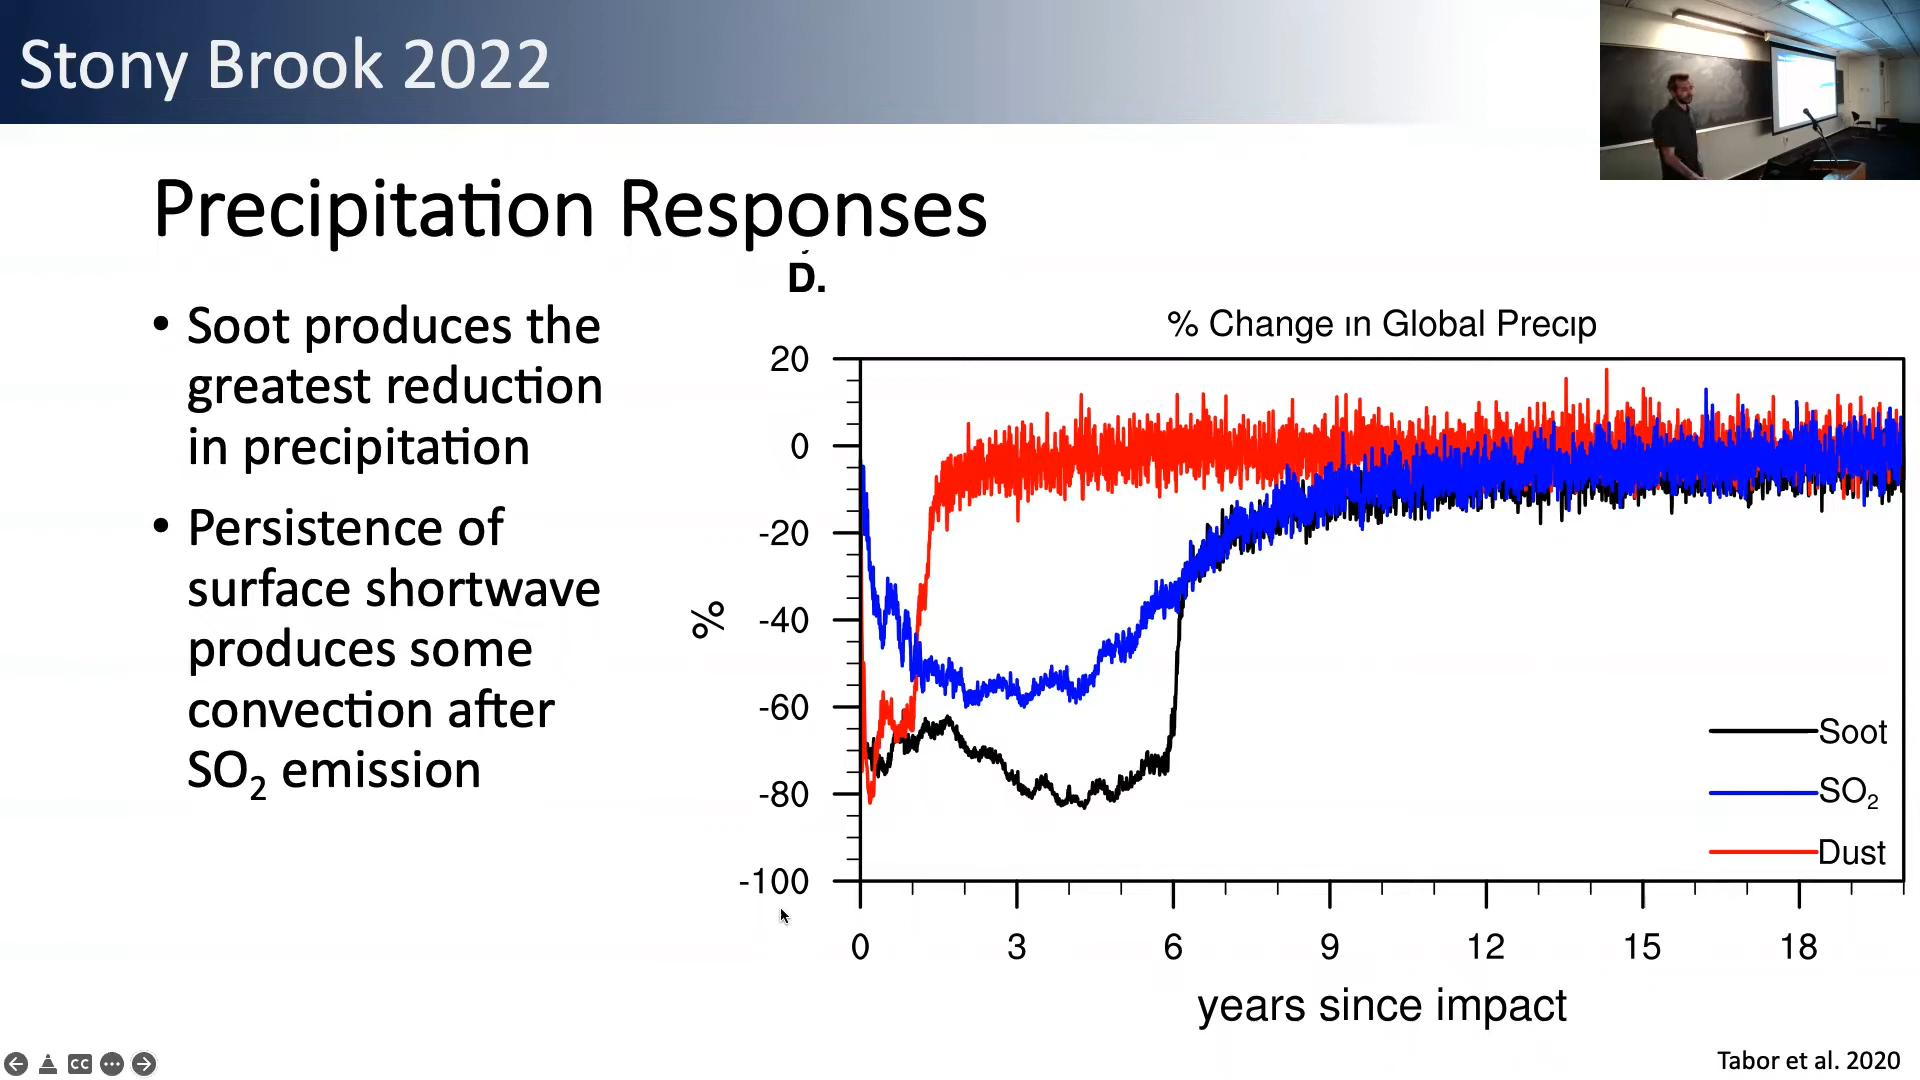 Stony Brook 2022
Precipitation Responses
• Soot produces the
greatest reduction
in precipitation
• Persistence of
surface shortwave
produces some
convection after
SO₂ emission
D.
% Change in Global Precip
20
0
-20
-40
-60
-80
-100
%
Soot
SO₂
Dust
0 3 6 9 12 15 18
years since impact
CC
Tabor et al. 2020